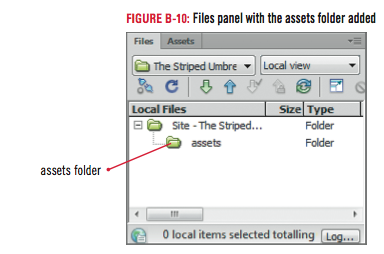 FIGURE B-10: Files panel with the assets folder added
Files Assets
The Striped Umbre Local view
Local Files Size Type
Site - The Striped... Folder
assets Folder
assets folder
0 local items selected totalling Log...